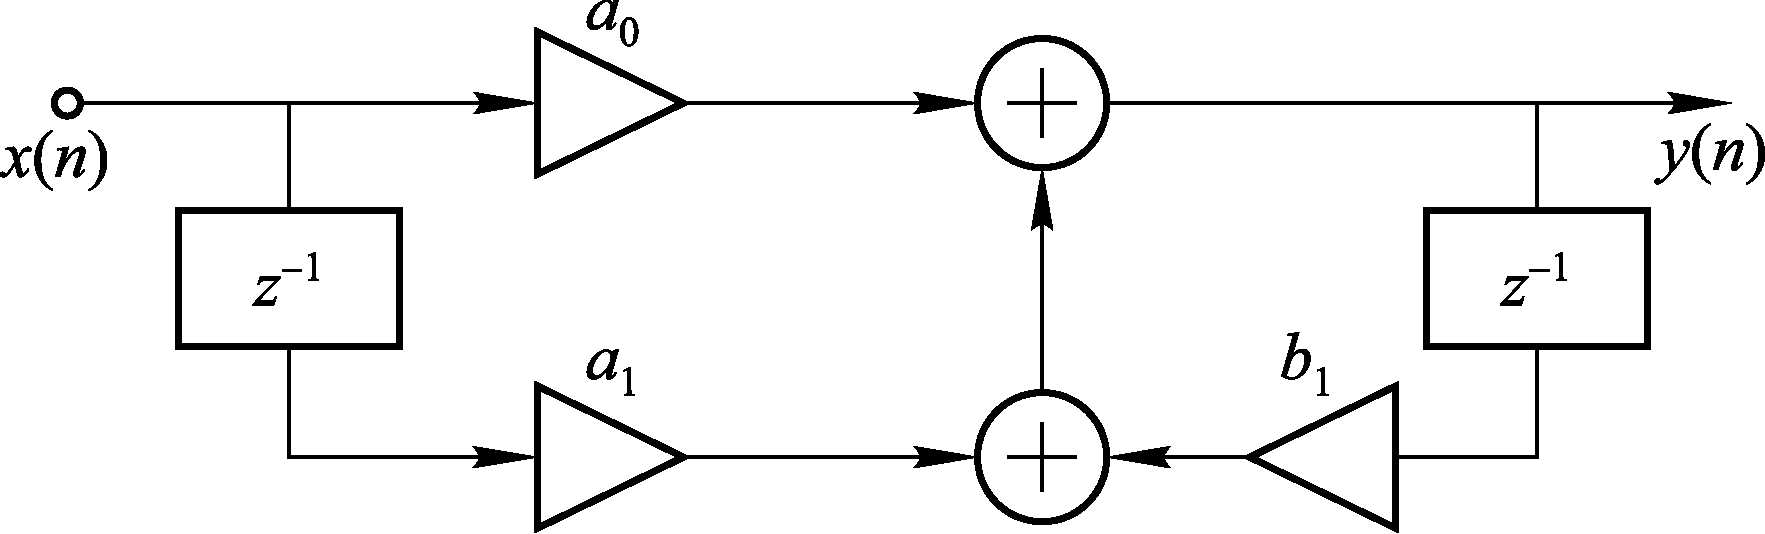 a₀
x(n)
y(n)
z⁻¹
z⁻¹
a₁
b₁